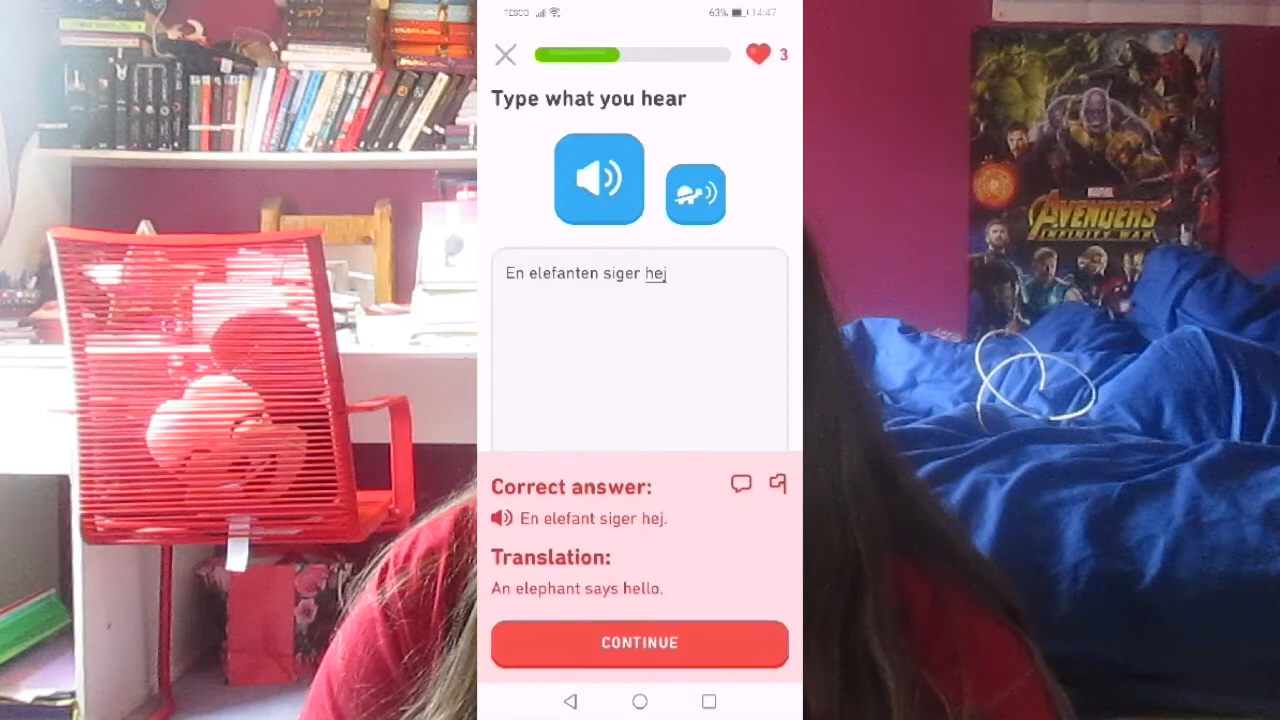 TESCO
63% 14:47
3
Type what you hear
En elefanten siger hej
Correct answer:
En elefant siger hej.
Translation:
An elephant says hello.
CONTINUE
MARVEL
AVENGERS
INFINITY WAR